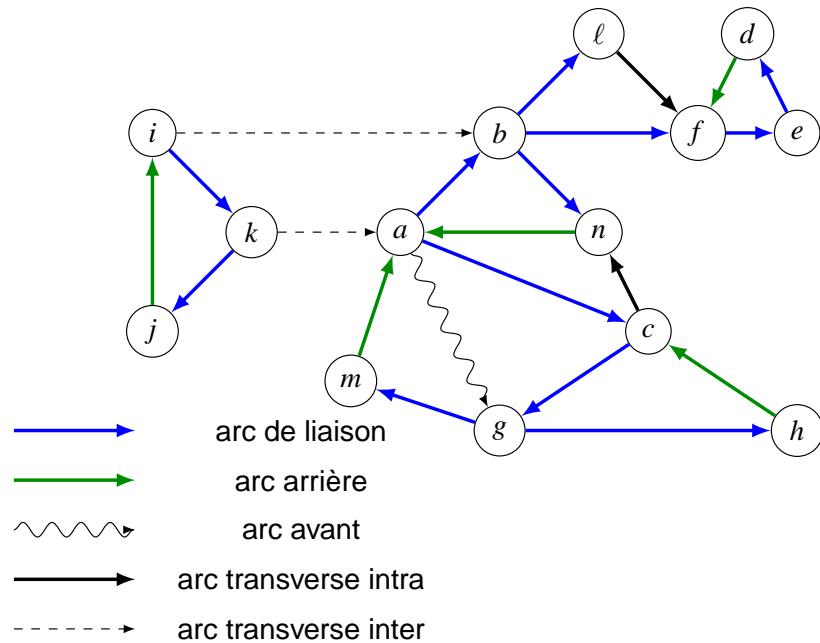 ℓ d
i b f e
k a n
j c
m
g h
arc de liaison
arc arrière
arc avant
arc transverse intra
arc transverse inter